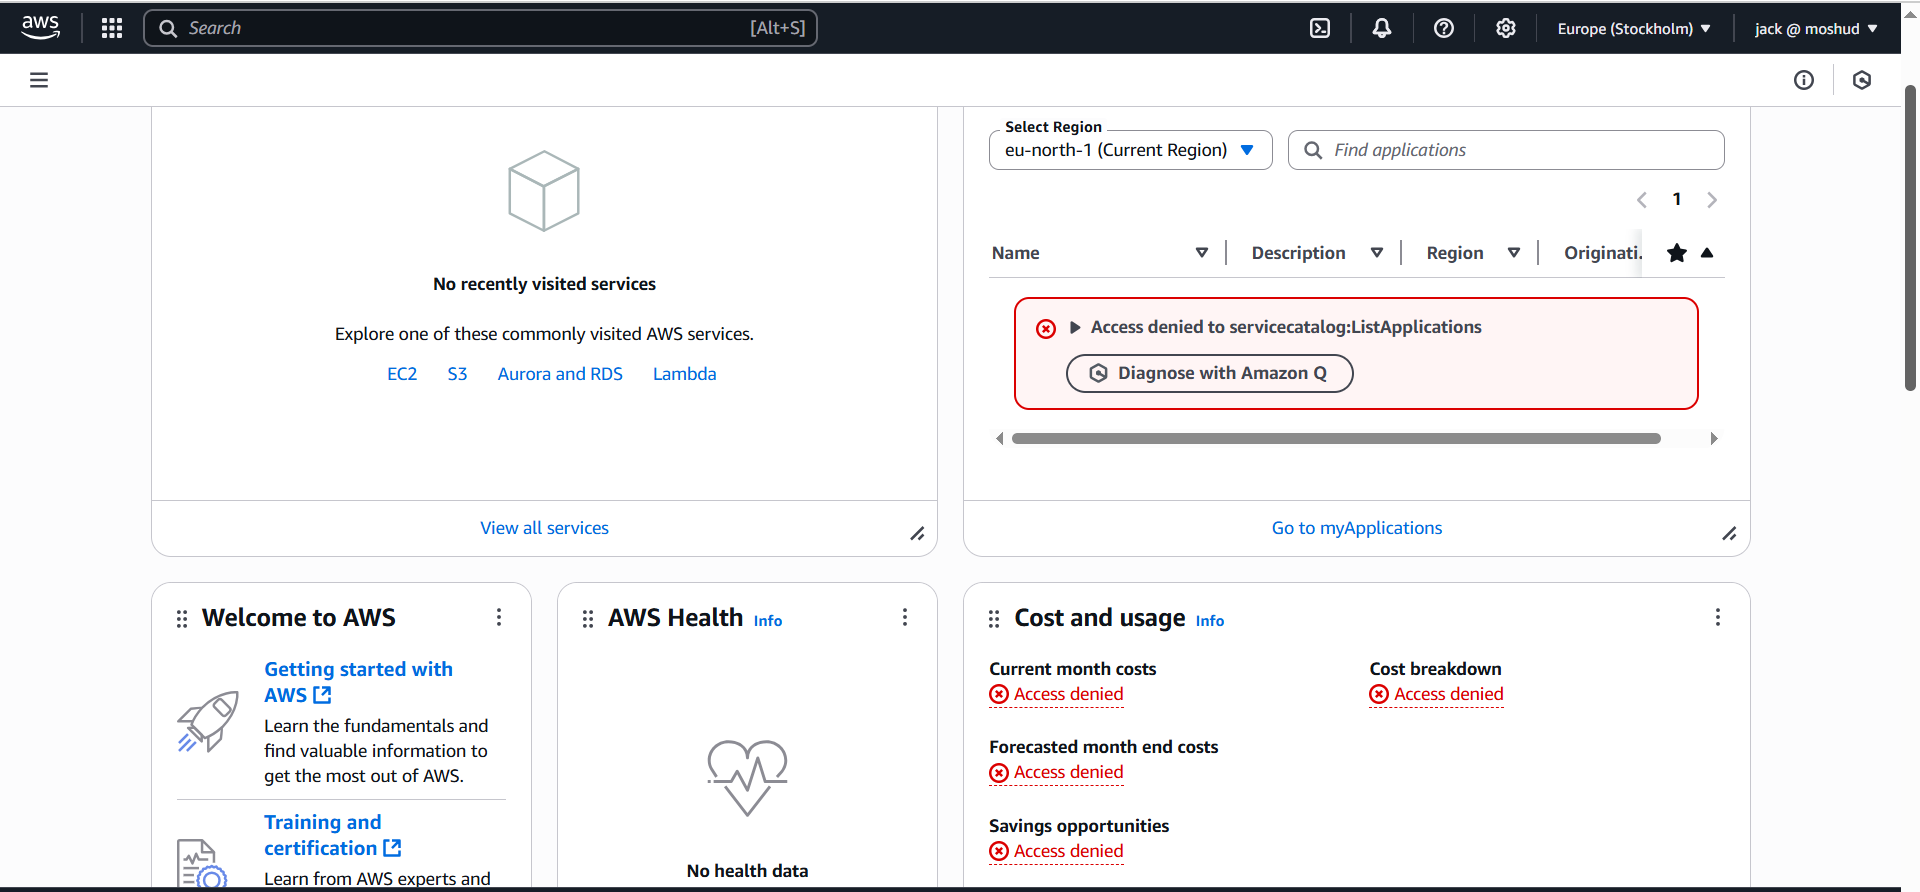 aws
Search
[Alt+S]
Europe (Stockholm)
jack @ moshud
No recently visited services
Explore one of these commonly visited AWS services.
EC2 S3 Aurora and RDS Lambda
View all services
Select Region
eu-north-1 (Current Region)
Find applications
1
Name Description Region Originati.
Access denied to servicecatalog:ListApplications
Diagnose with Amazon Q
Go to myApplications
Welcome to AWS
Getting started with
AWS
Learn the fundamentals and
find valuable information to
get the most out of AWS.
Training and
certification
Learn from AWS experts and
AWS Health Info
No health data
Cost and usage Info
Current month costs
Access denied
Cost breakdown
Access denied
Forecasted month end costs
Access denied
Savings opportunities
Access denied